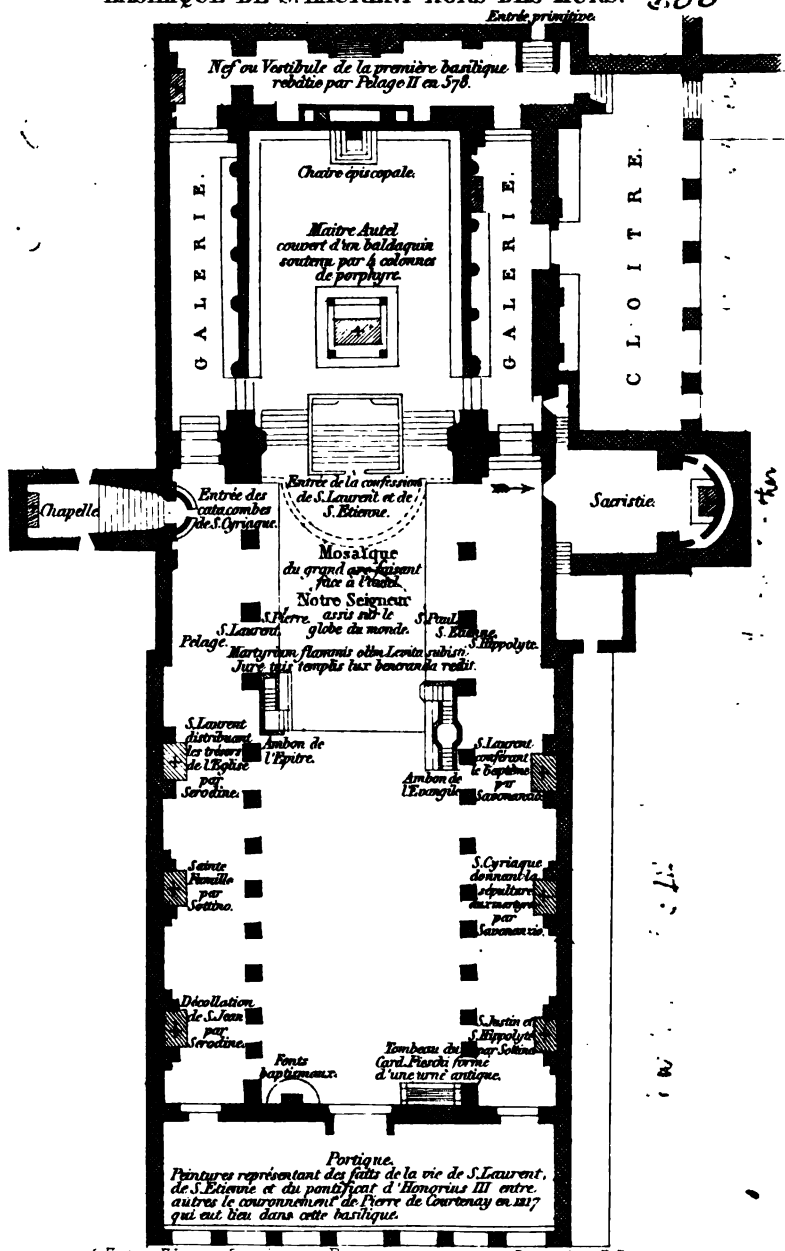 Entrée primitive.
Nef ou Vestibule de la première basilique
rebâtie par Pelage II en 578.
Chaire épiscopale.
GALERIE.
Maitre Autel
couvert d'un baldaquin
soutenu par 4 colonnes
de porphyre.
GALERIE.
CLOITRE.
Chapelle.
Entrée des
catacombes
de S. Cyriaque.
Entrée de la confession
de S. Laurent et de
S. Etienne.
Sacristie.
Mosaïque
du grand arc faisant
face à l'autel.
Notre Seigneur
assis sur le
globe du monde.
S. Pierre.
S. Laurent.
Pelage.
S. Paul.
S. Etienne.
S. Hippolyte.
Martyrium flammis olim Levita subisti
Jure tuis templis lux beneranda redit.
Ambon de
l'Epitre.
Ambon de
l'Evangile
S. Laurent
distribuant
les trésors
de l'Eglise
par
Serodine.
S. Laurent
conférant
le baptême
par
Savonanzio.
Sainte
Famille
par
Sottino.
S. Cyriaque
donnant la
sépulture
aux martyrs
par
Savonanzio.
Décollation
de S. Jean
par
Serodine.
S. Justin et
S. Hippolyte
par Sottino
Fonts
baptismaux.
Tombeau du
Card. Fieschi formé
d'une urne antique.
Portique.
Peintures représentant des faits de la vie de S. Laurent,
de S. Etienne et du pontificat d'Honorius III entre
autres le couronnement de Pierre de Courtenay en 1217
qui eut lieu dans cette basilique.